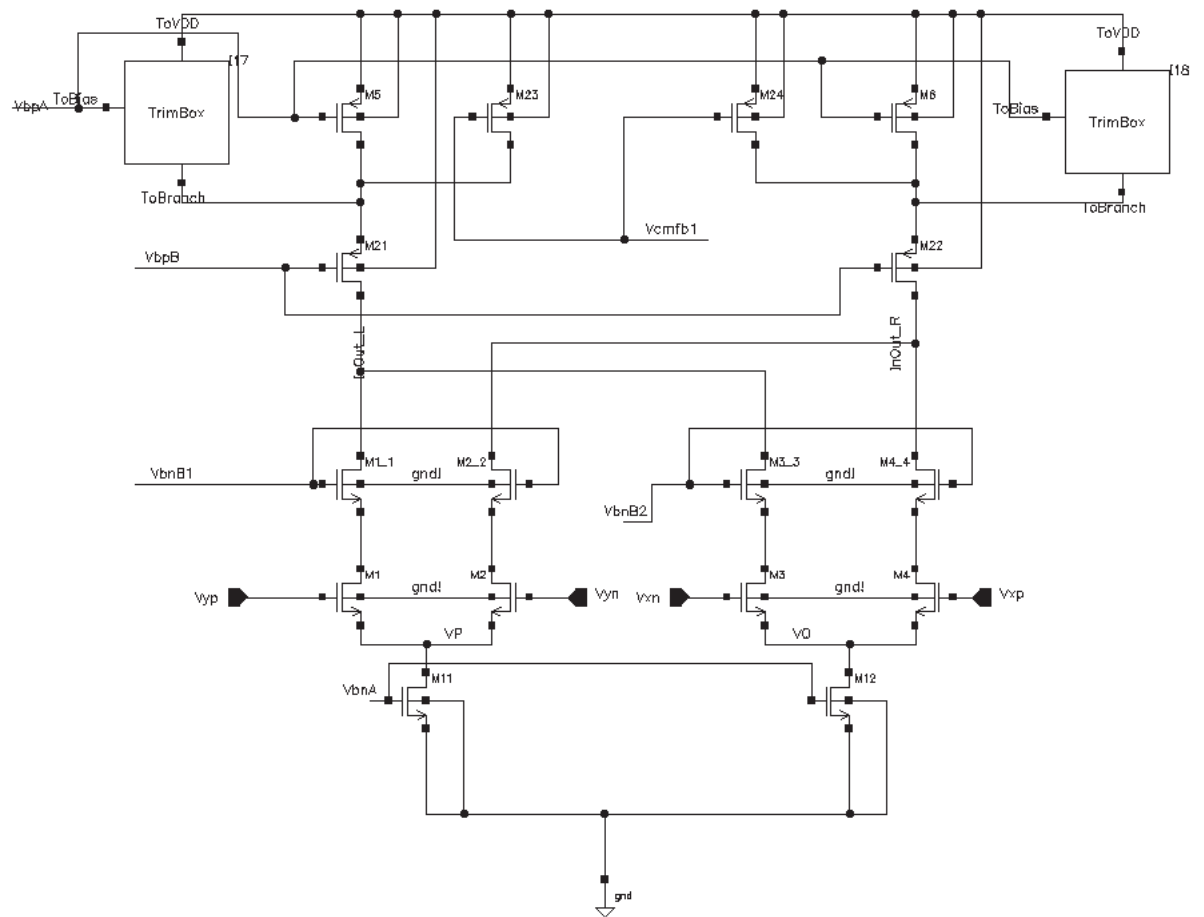 ToVDD
ToVDD
I17
I18
VbpA
ToBias
TrimBox
M5
M23
M24
M6
ToBias
TrimBox
ToBranch
ToBranch
Vcmfb1
VbpB
M21
M22
InOut_L
InOut_R
VbnB1
M1_1
gnd!
M2_2
VbnB2
M3_3
gnd!
M4_4
Vyp
M1
gnd!
M2
Vyn
Vxn
M3
gnd!
M4
Vxp
VP
VQ
VbnA
M11
M12
gnd